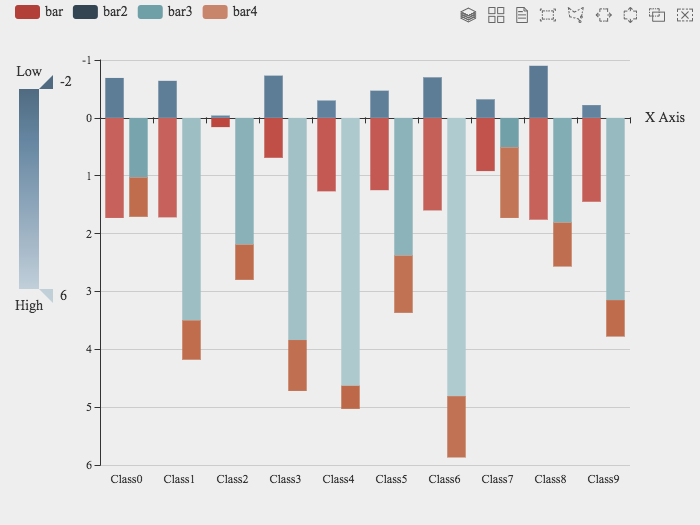 bar bar2 bar3 bar4
Low
-2
6
High
-1
0
1
2
3
4
5
6
X Axis
Class0 Class1 Class2 Class3 Class4 Class5 Class6 Class7 Class8 Class9